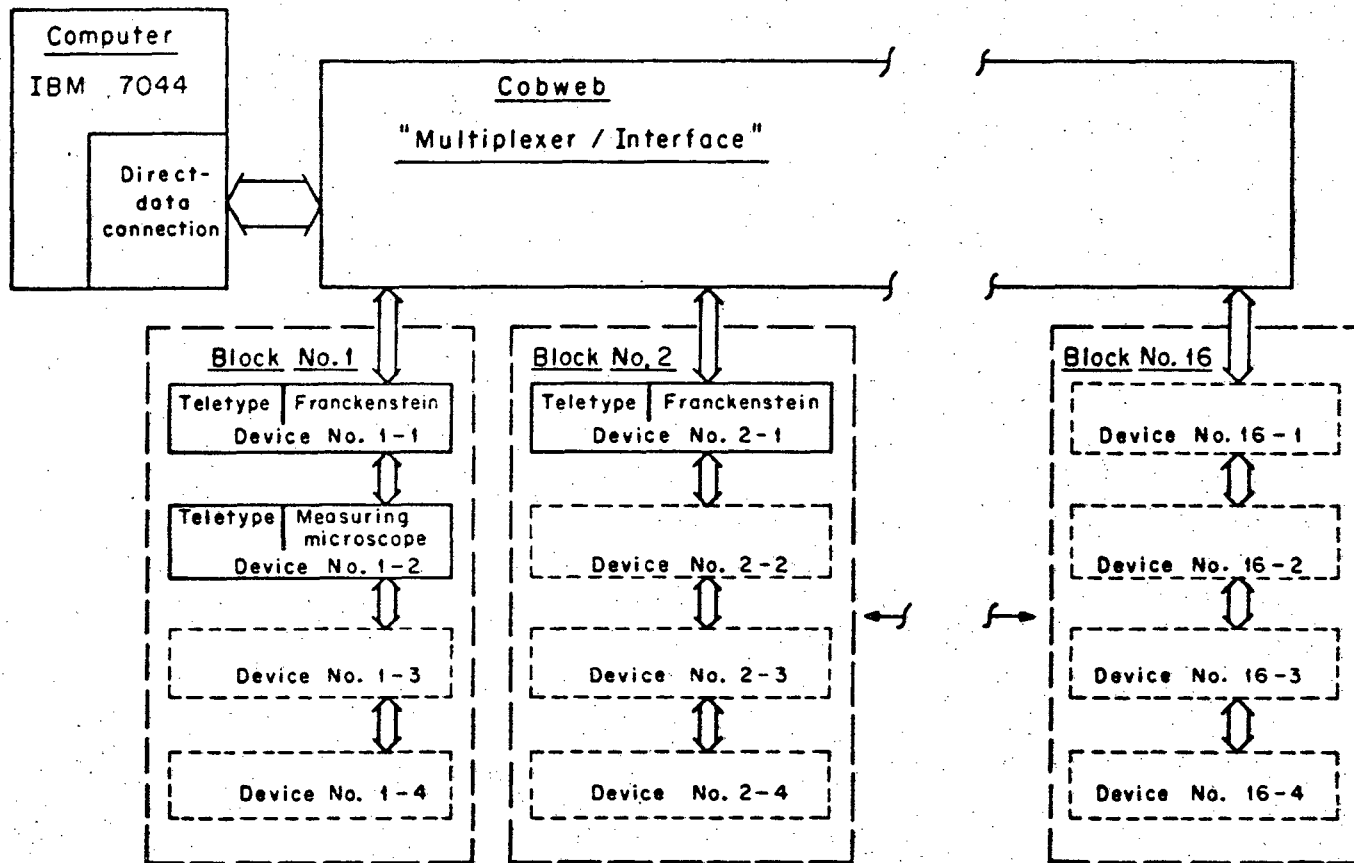 Computer
IBM 7044
Direct-
data
connection
Cobweb
"Multiplexer / Interface"
Block No. 1
Teletype Franckenstein
Device No. 1-1
Teletype Measuring
microscope
Device No. 1-2
Device No. 1-3
Device No. 1-4
Block No. 2
Teletype Franckenstein
Device No. 2-1
Device No. 2-2
Device No. 2-3
Device No. 2-4
Block No. 16
Device No. 16-1
Device No. 16-2
Device No. 16-3
Device No. 16-4